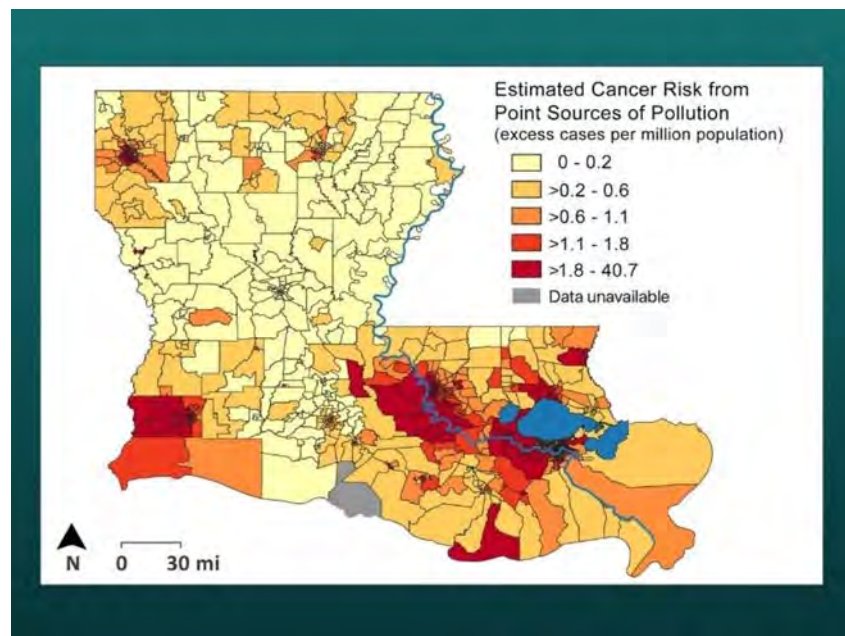 Estimated Cancer Risk from
Point Sources of Pollution
(excess cases per million population)
0 - 0.2
>0.2 - 0.6
>0.6 - 1.1
>1.1 - 1.8
>1.8 - 40.7
Data unavailable
N 0 30 mi